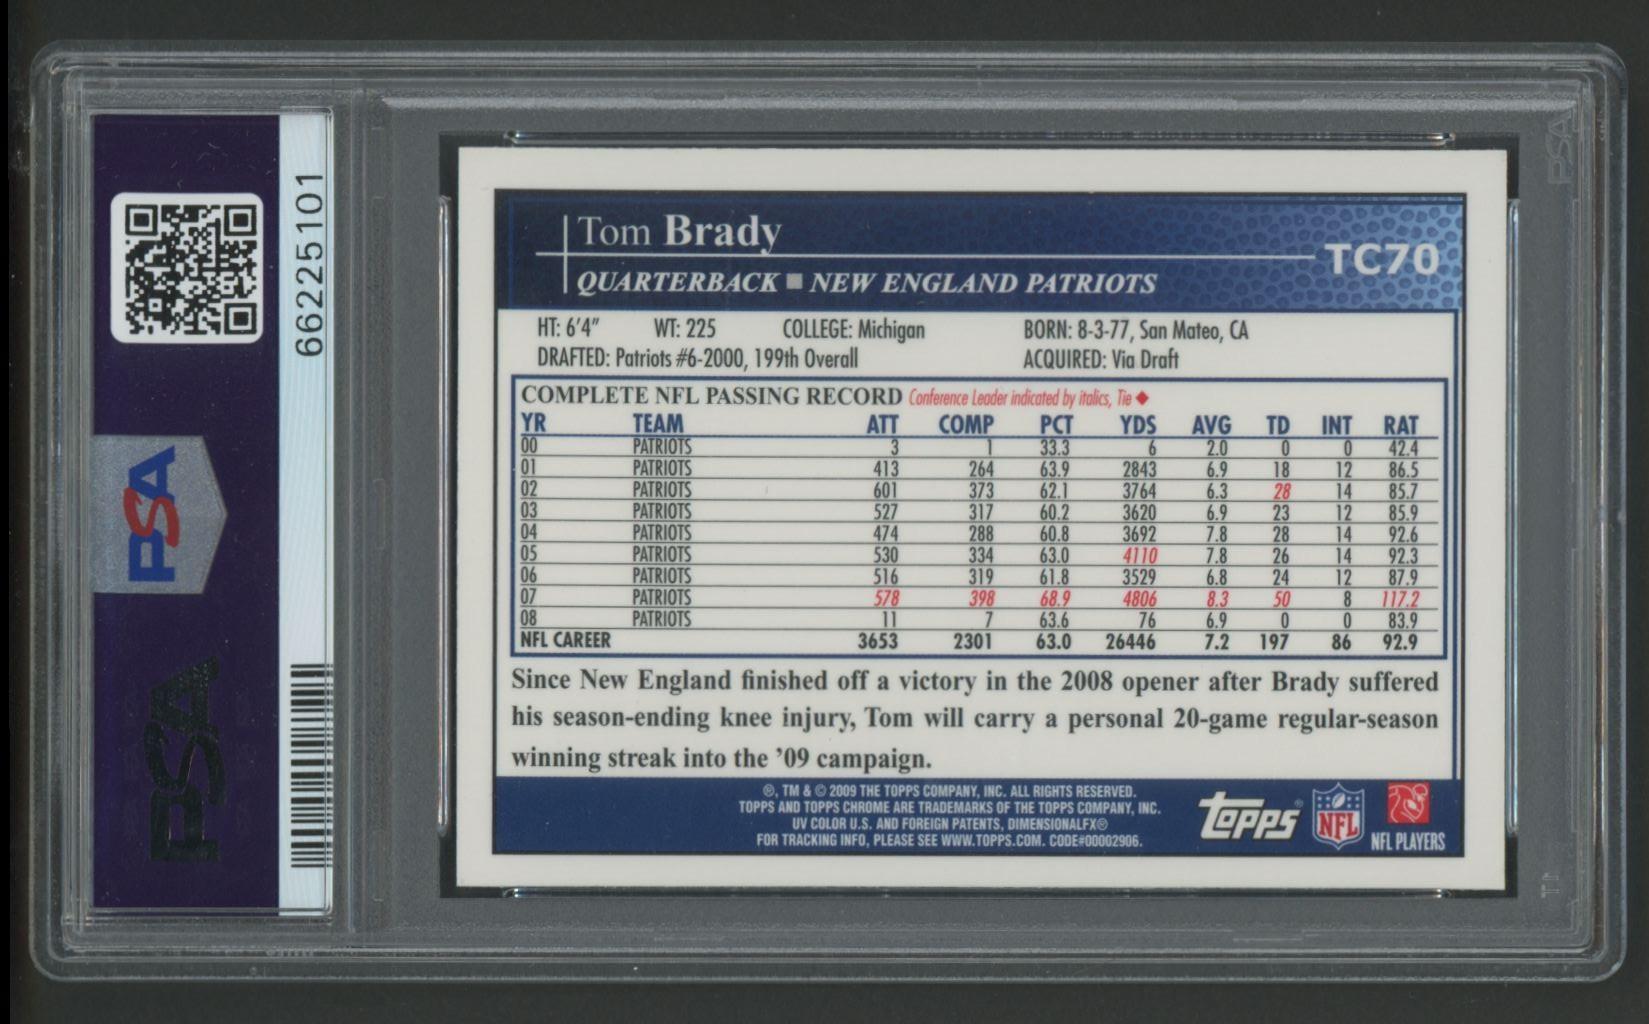 PSA
66225101
PSA
PSA
Tom Brady
TC70
QUARTERBACK ■ NEW ENGLAND PATRIOTS
HT: 6'4" WT: 225 COLLEGE: Michigan BORN: 8-3-77, San Mateo, CA
DRAFTED: Patriots #6-2000, 199th Overall ACQUIRED: Via Draft
COMPLETE NFL PASSING RECORD Conference Leader indicated by italics, Tie ◆
YR TEAM ATT COMP PCT YDS AVG TD INT RAT
00 PATRIOTS 3 1 33.3 6 2.0 0 0 42.4
01 PATRIOTS 413 264 63.9 2843 6.9 18 12 86.5
02 PATRIOTS 601 373 62.1 3764 6.3 28 14 85.7
03 PATRIOTS 527 317 60.2 3620 6.9 23 12 85.9
04 PATRIOTS 474 288 60.8 3692 7.8 28 14 92.6
05 PATRIOTS 530 334 63.0 4110 7.8 26 14 92.3
06 PATRIOTS 516 319 61.8 3529 6.8 24 12 87.9
07 PATRIOTS 578 398 68.9 4806 8.3 50 8 117.2
08 PATRIOTS 11 7 63.6 76 6.9 0 0 83.9
NFL CAREER 3653 2301 63.0 26446 7.2 197 86 92.9
Since New England finished off a victory in the 2008 opener after Brady suffered
his season-ending knee injury, Tom will carry a personal 20-game regular-season
winning streak into the '09 campaign.
®, TM & © 2009 THE TOPPS COMPANY, INC. ALL RIGHTS RESERVED.
TOPPS AND TOPPS CHROME ARE TRADEMARKS OF THE TOPPS COMPANY, INC.
UV COLOR U.S. AND FOREIGN PATENTS, DIMENSIONALFX®
FOR TRACKING INFO, PLEASE SEE WWW.TOPPS.COM. CODE#00002906.
topps®
NFL
NFL PLAYERS